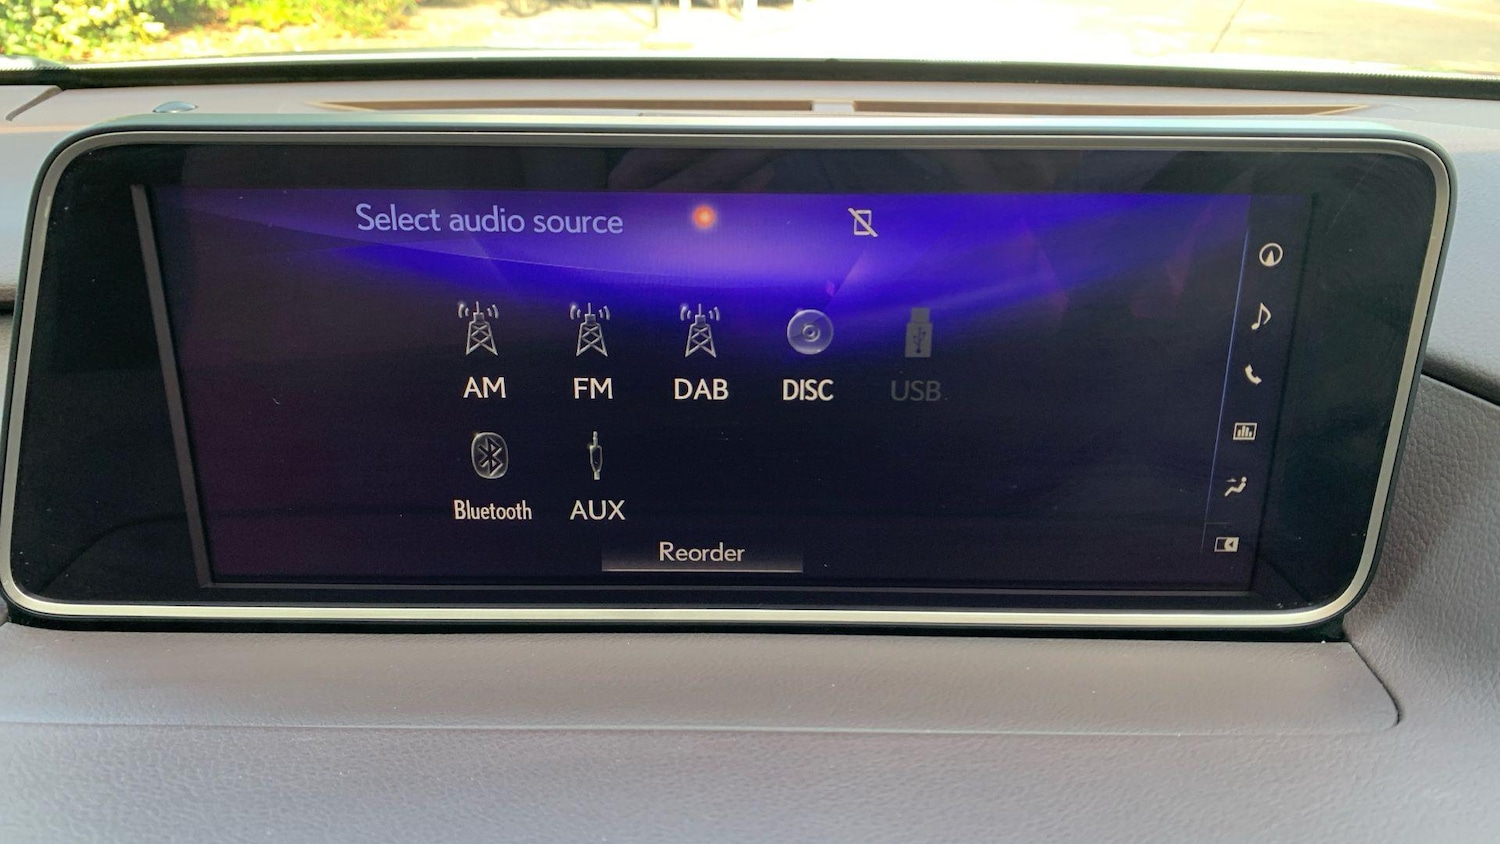 Select audio source
AM FM DAB DISC USB
Bluetooth AUX
Reorder